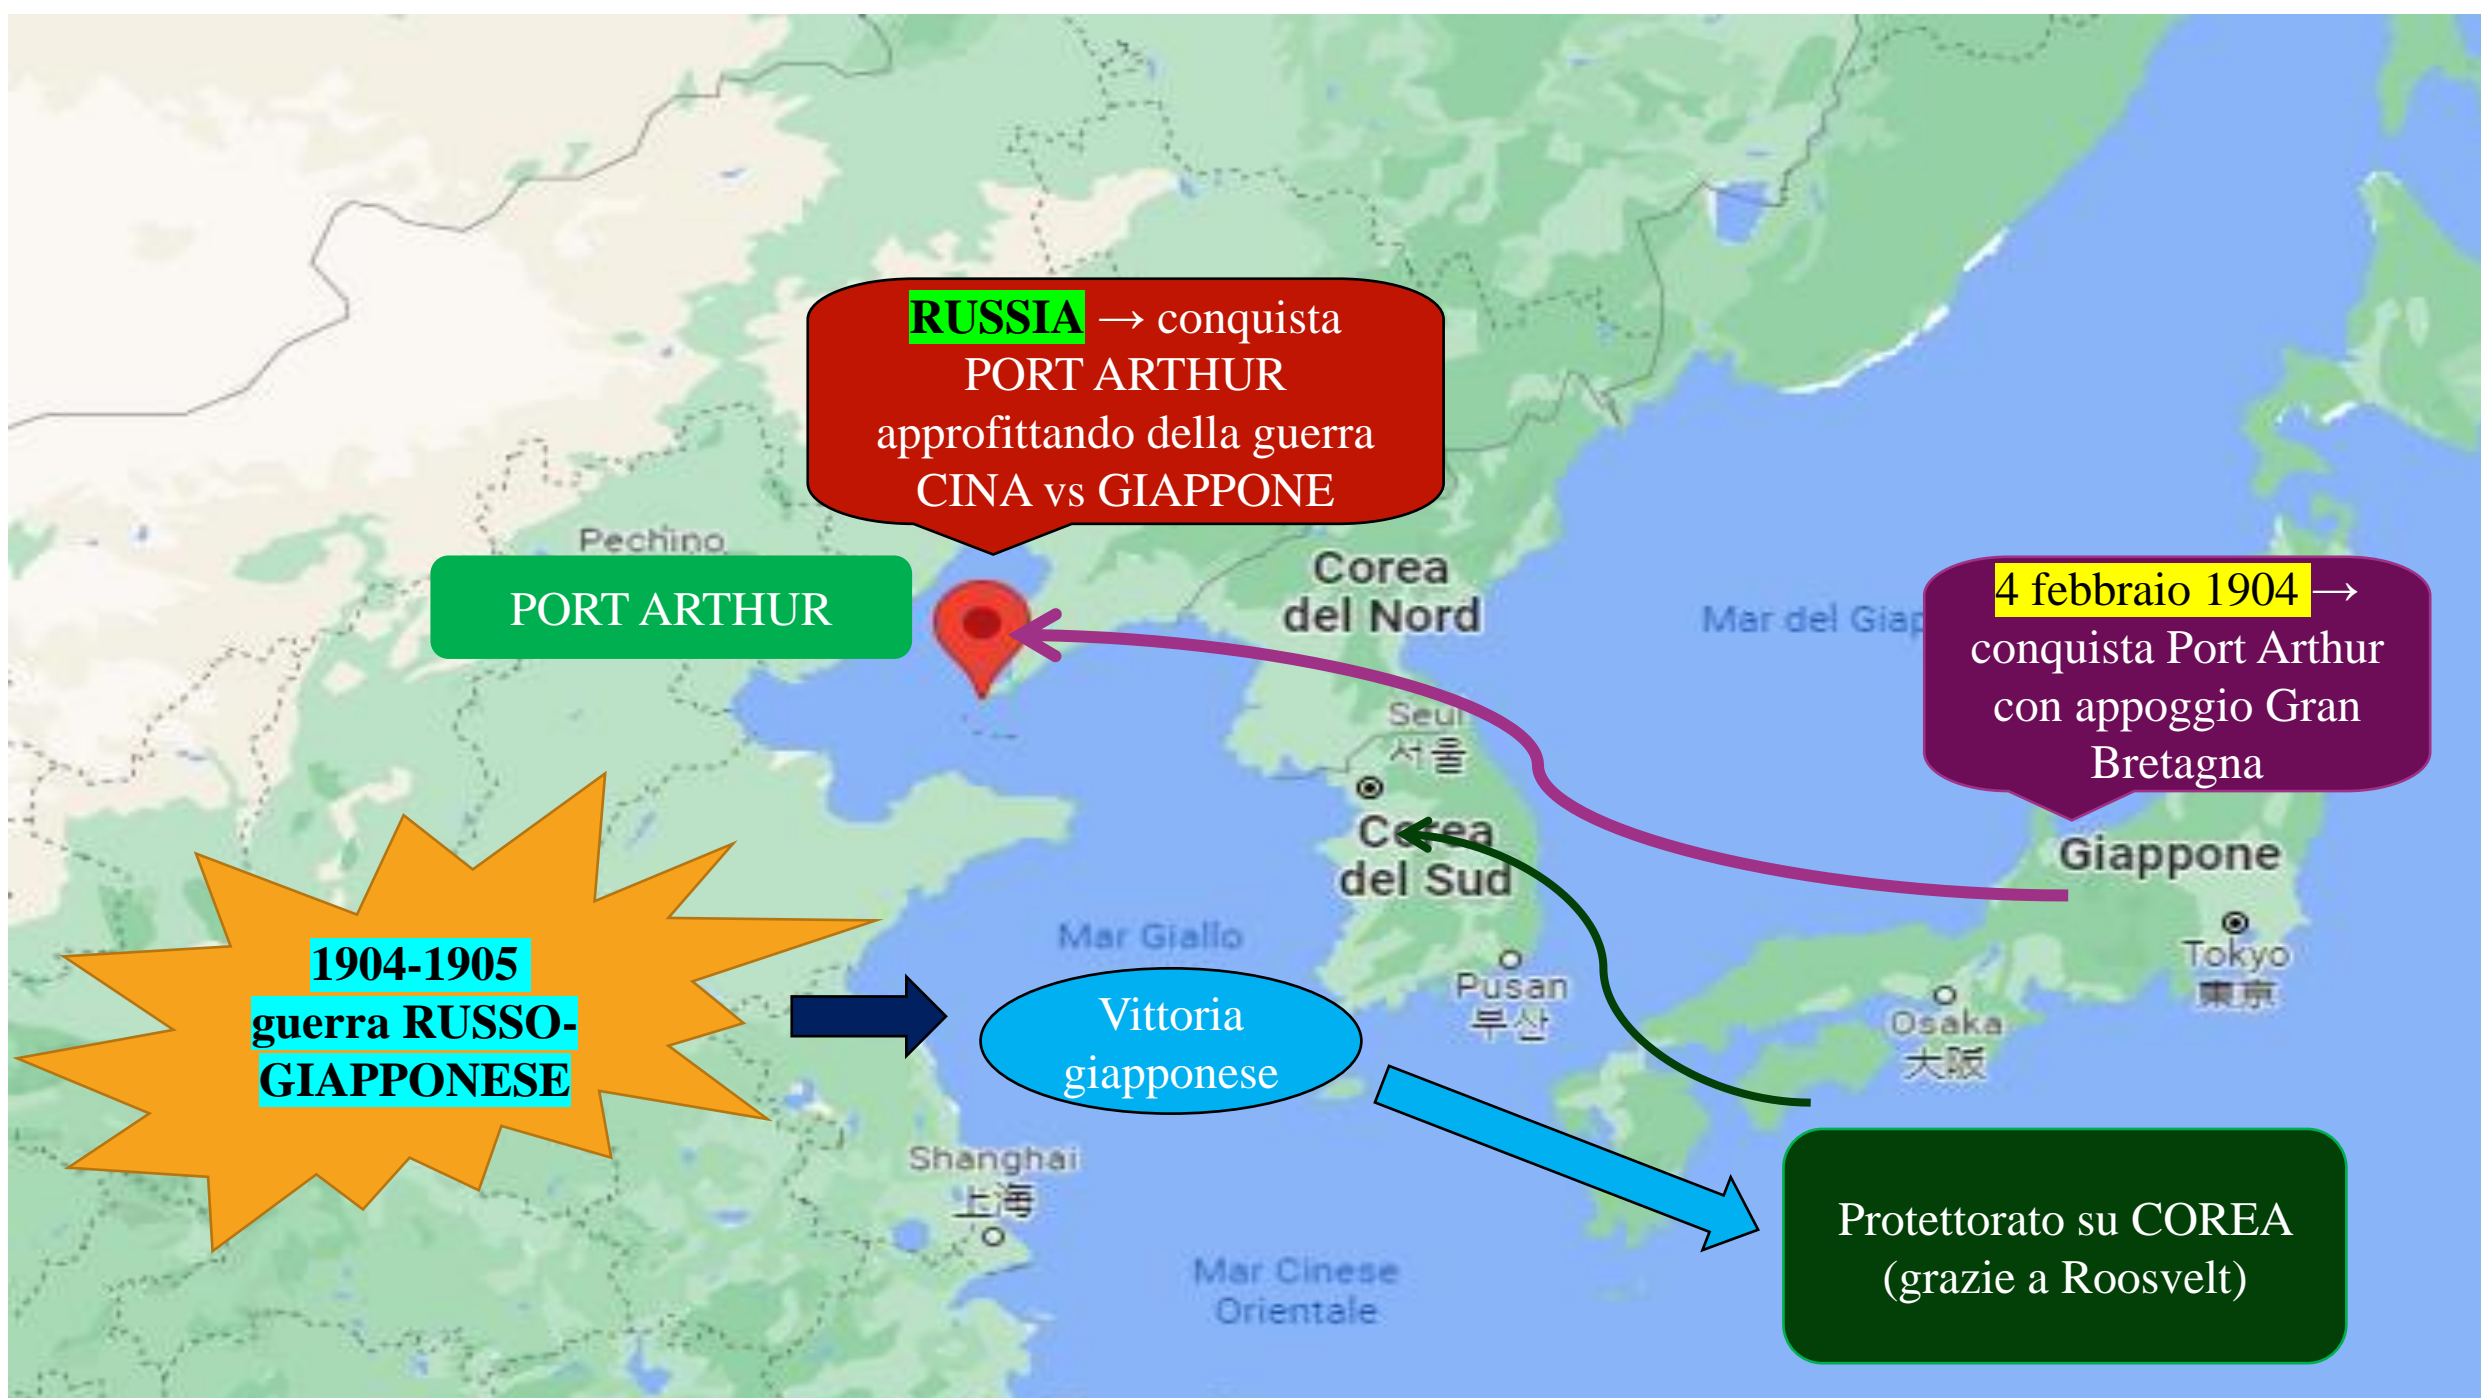 RUSSIA → conquista
PORT ARTHUR
approfittando della guerra
CINA vs GIAPPONE
Pechino
PORT ARTHUR
Corea
del Nord
Mar del Giap
4 febbraio 1904 →
conquista Port Arthur
con appoggio Gran
Bretagna
Seul
서울
Corea
del Sud
Giappone
Mar Giallo
Tokyo
東京
Pusan
부산
Osaka
大阪
1904-1905
guerra RUSSO-
GIAPPONESE
Vittoria
giapponese
Shanghai
上海
Protettorato su COREA
(grazie a Roosvelt)
Mar Cinese
Orientale